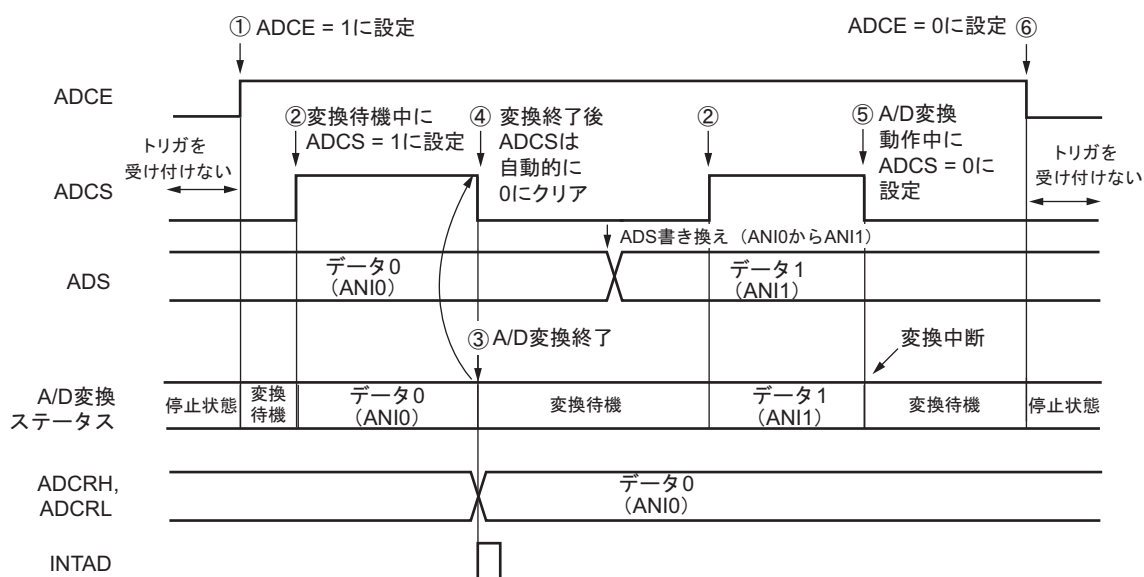 ① ADCE = 1に設定
ADCE = 0に設定 ⑥
ADCE
②変換待機中に
ADCS = 1に設定
④ 変換終了後
ADCSは
自動的に
0にクリア
②
⑤ A/D変換
動作中に
ADCS = 0に
設定
トリガを
受け付けない
トリガを
受け付けない
ADCS
ADS書き換え（ANI0からANI1）
ADS
データ0
（ANI0）
データ1
（ANI1）
③ A/D変換終了
変換中断
A/D変換
ステータス
停止状態
変換
待機
データ0
（ANI0）
変換待機
データ1
（ANI1）
変換待機
停止状態
ADCRH,
ADCRL
データ0
（ANI0）
INTAD